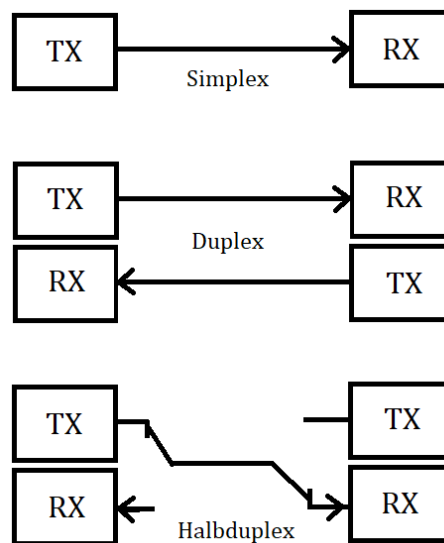 TX RX
Simplex
TX RX
Duplex
RX TX
TX TX
RX RX
Halbduplex